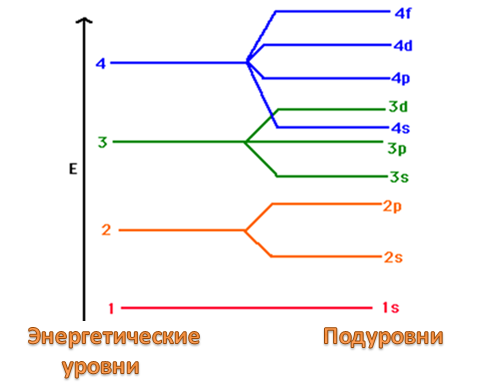 4f
4d
4 4p
3d
4s
3 3p
E 3s
2p
2
2s
1 1s
Энергетические Подуровни
уровни